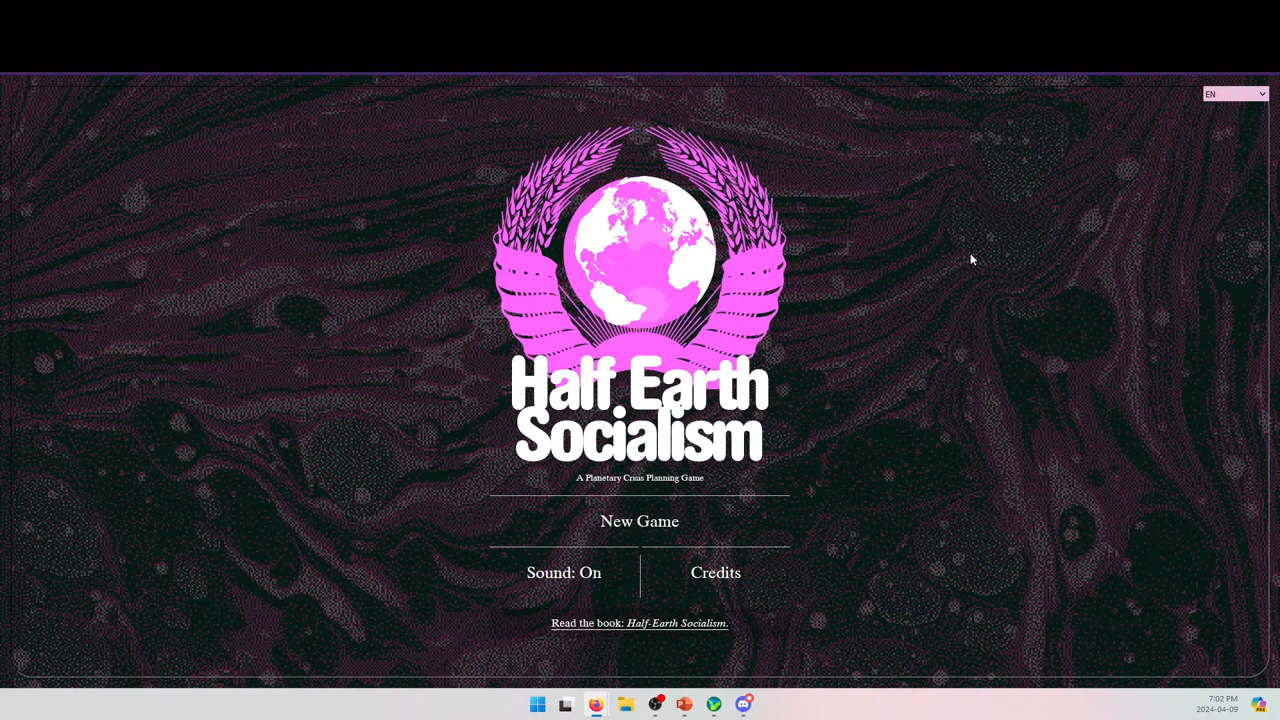 EN
Half Earth
Socialism
A Planetary Crisis Planning Game
New Game
Sound: On
Credits
Read the book: Half-Earth Socialism.
7:02 PM
2024-04-09